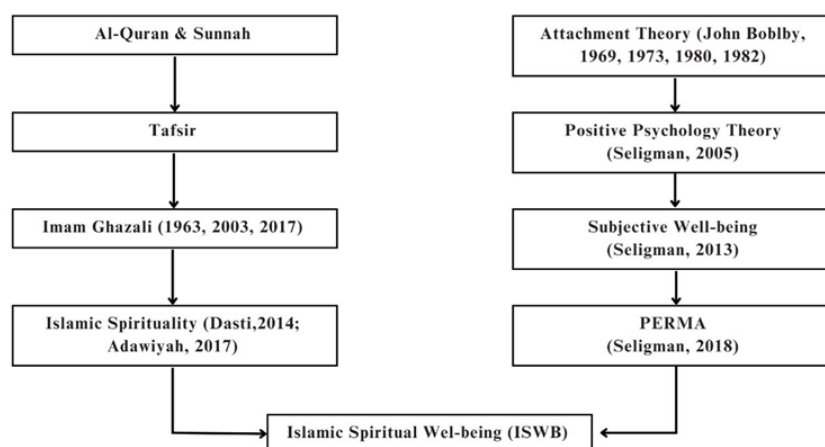 Al-Quran & Sunnah
Tafsir
Imam Ghazali (1963, 2003, 2017)
Islamic Spirituality (Dasti,2014;
Adawiyah, 2017)
Attachment Theory (John Boblby,
1969, 1973, 1980, 1982)
Positive Psychology Theory
(Seligman, 2005)
Subjective Well-being
(Seligman, 2013)
PERMA
(Seligman, 2018)
Islamic Spiritual Wel-being (ISWB)